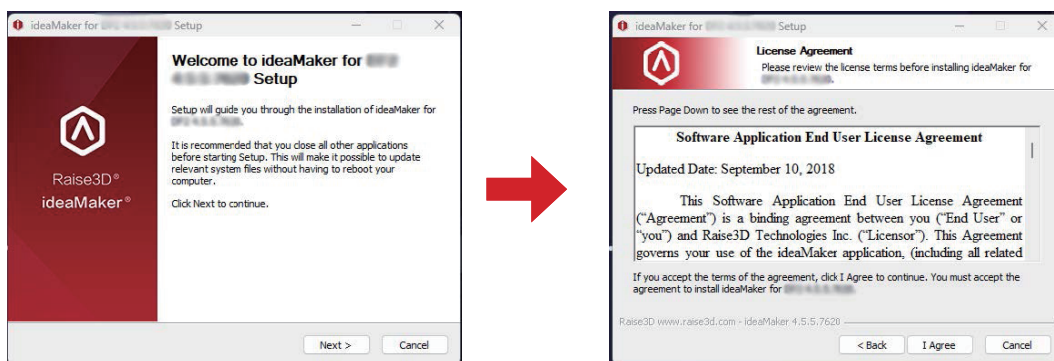 ideaMaker for Setup
Welcome to ideaMaker for
Setup
Setup will guide you through the installation of ideaMaker for
It is recommended that you close all other applications
before starting Setup. This will make it possible to update
relevant system files without having to reboot your
computer.
Click Next to continue.
Raise3D®
ideaMaker®
Next >
Cancel
ideaMaker for Setup
License Agreement
Please review the license terms before installing ideaMaker for
Press Page Down to see the rest of the agreement.
Software Application End User License Agreement
Updated Date: September 10, 2018
This Software Application End User License Agreement
(“Agreement”) is a binding agreement between you (“End User” or
“you”) and Raise3D Technologies Inc. (“Licensor”). This Agreement
governs your use of the ideaMaker application, (including all related
If you accept the terms of the agreement, click I Agree to continue. You must accept the
agreement to install ideaMaker for
Raise3D www.raise3d.com - ideaMaker 4.5.5.7620
< Back
I Agree
Cancel